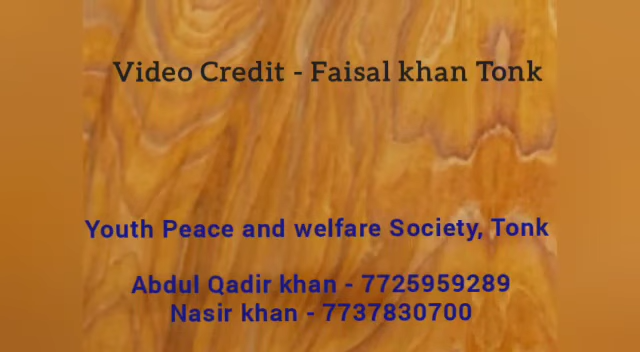 Video Credit - Faisal khan Tonk
Youth Peace and welfare Society, Tonk
Abdul Qadir khan - 7725959289
Nasir khan - 7737830700